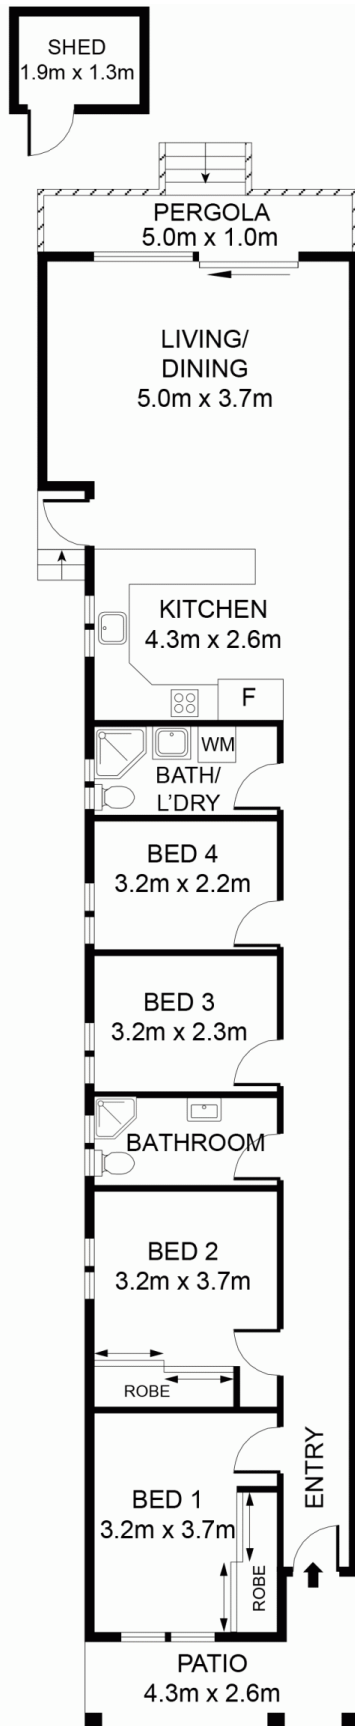 SHED
1.9m x 1.3m
PERGOLA
5.0m x 1.0m
LIVING/
DINING
5.0m x 3.7m
KITCHEN
4.3m x 2.6m
F
WM
BATH/
L'DRY
BED 4
3.2m x 2.2m
BED 3
3.2m x 2.3m
BATHROOM
BED 2
3.2m x 3.7m
ROBE
BED 1
3.2m x 3.7m
ENTRY
ROBE
PATIO
4.3m x 2.6m